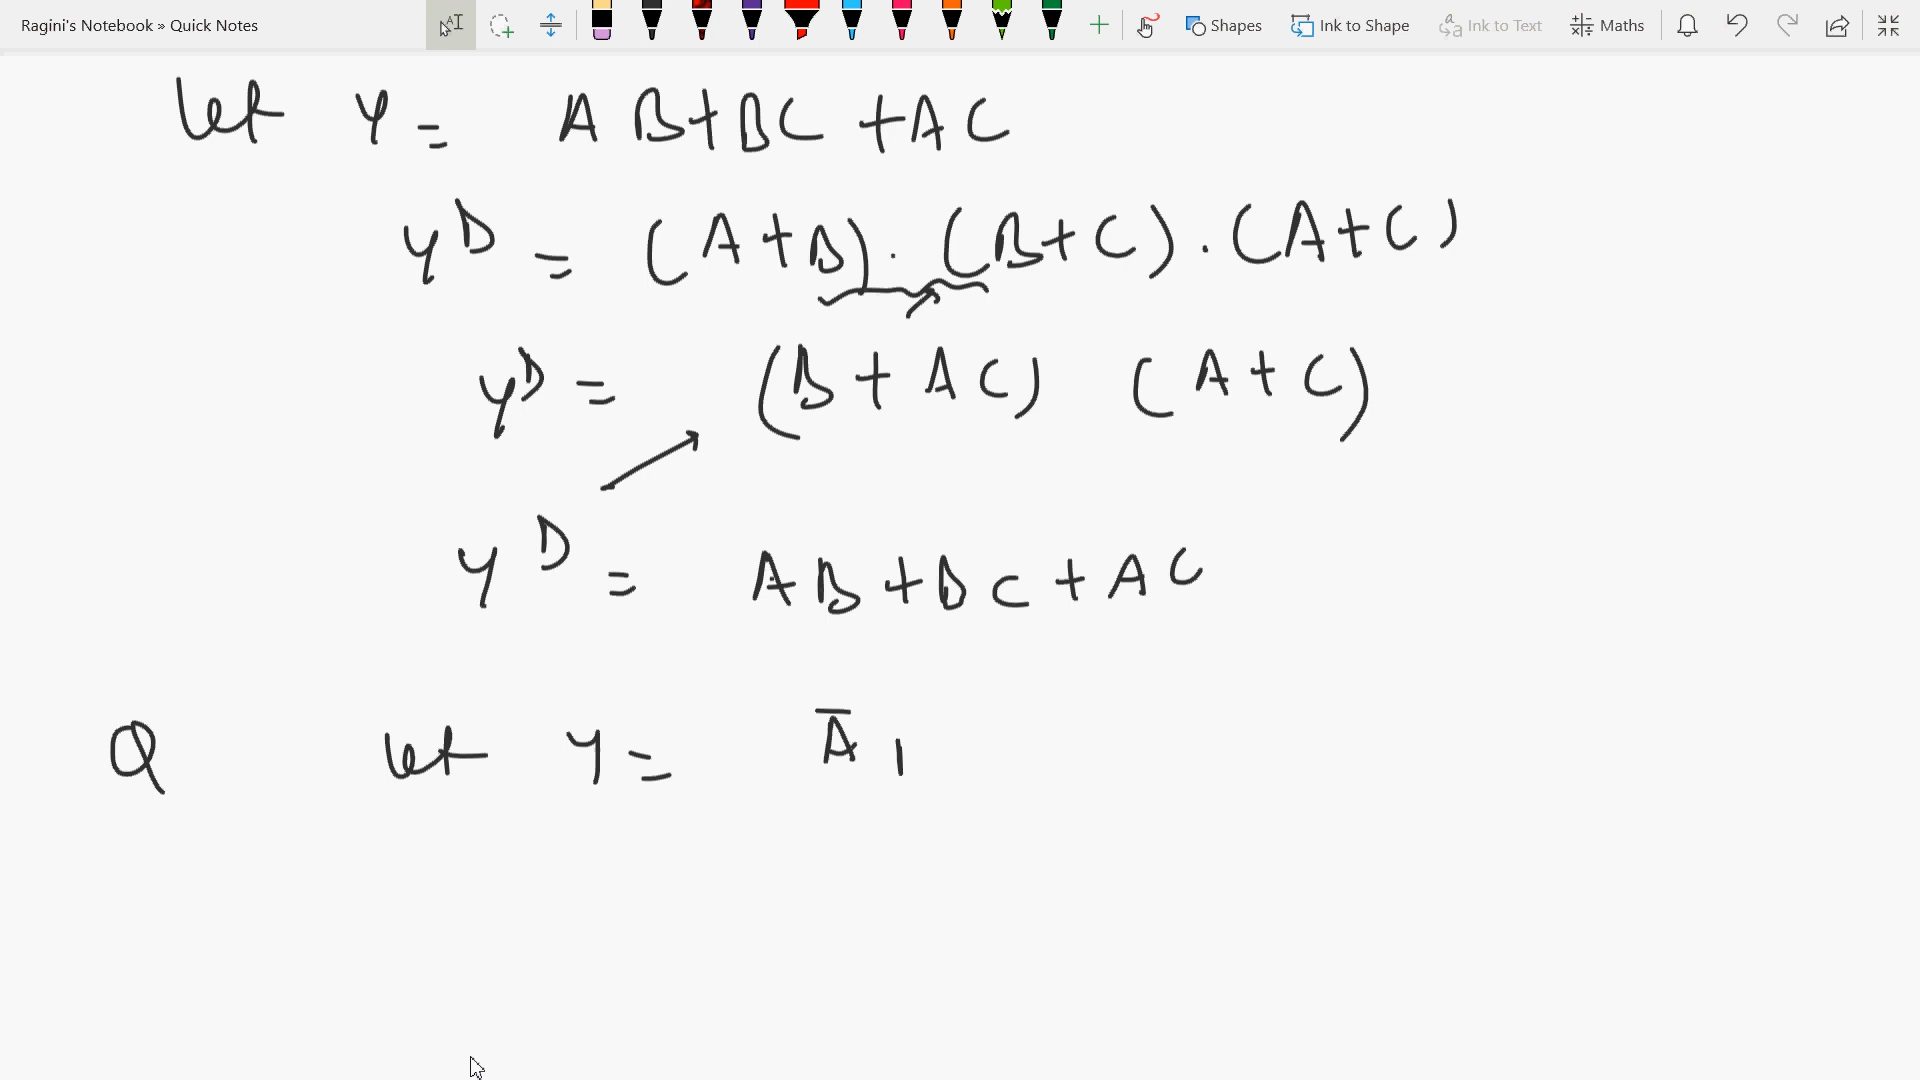 Ragini's Notebook » Quick Notes Shapes Ink to Shape Ink to Text Maths
let Y = AB+BC+AC
Y^D = (A+B).(B+C).(A+C)
Y^D = (B+AC) (A+C)
Y^D = AB+BC+AC
Q let Y = A̅ ı